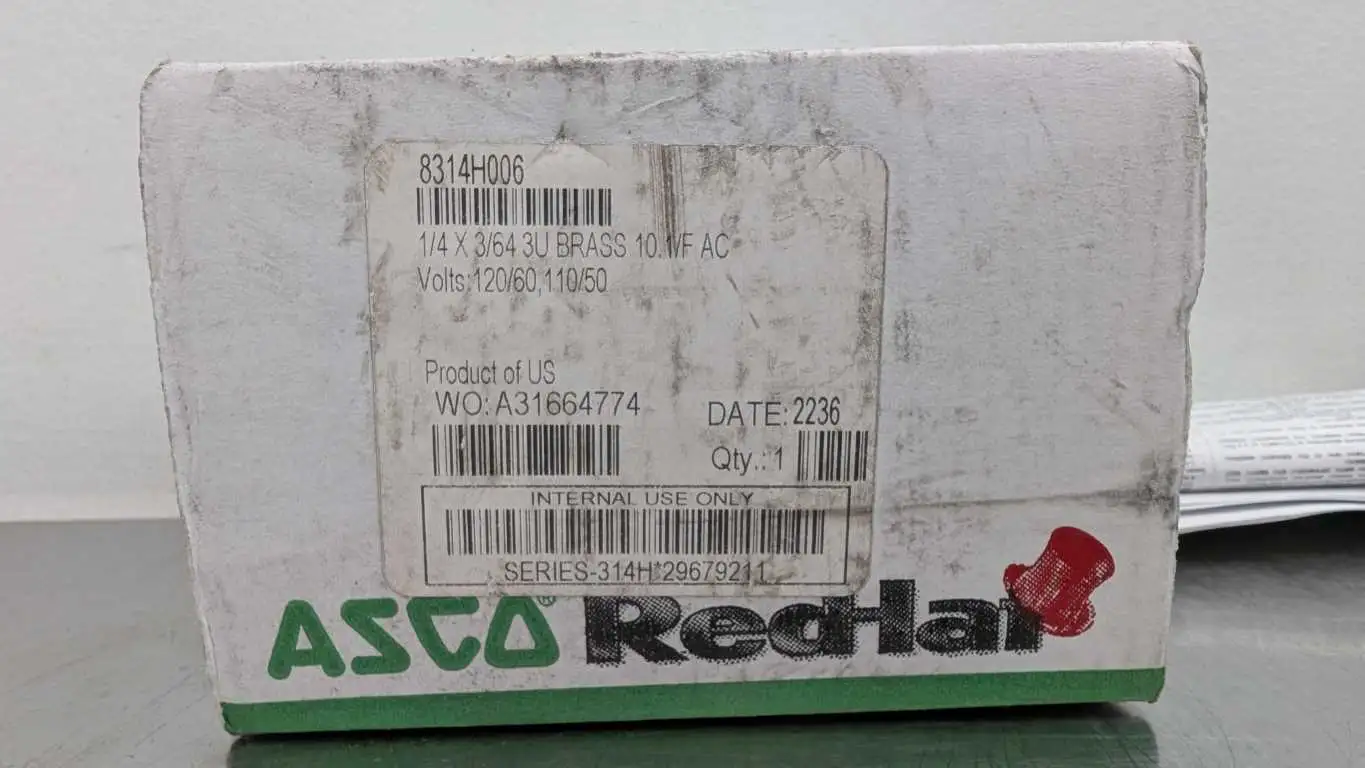 8314H006
1/4 X 3/64 3U BRASS 10.1/F AC
Volts:120/60,110/50
Product of US
WO: A31664774
DATE: 2236
Qty.: 1
INTERNAL USE ONLY
SERIES-314H*29679211
ASCO® RedHat